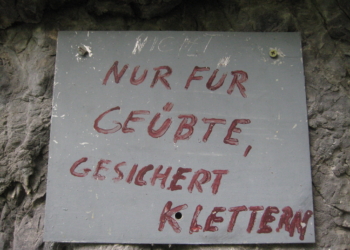 NICHT
NUR FÜR
GEÜBTE,
GESICHERT
KLETTERN